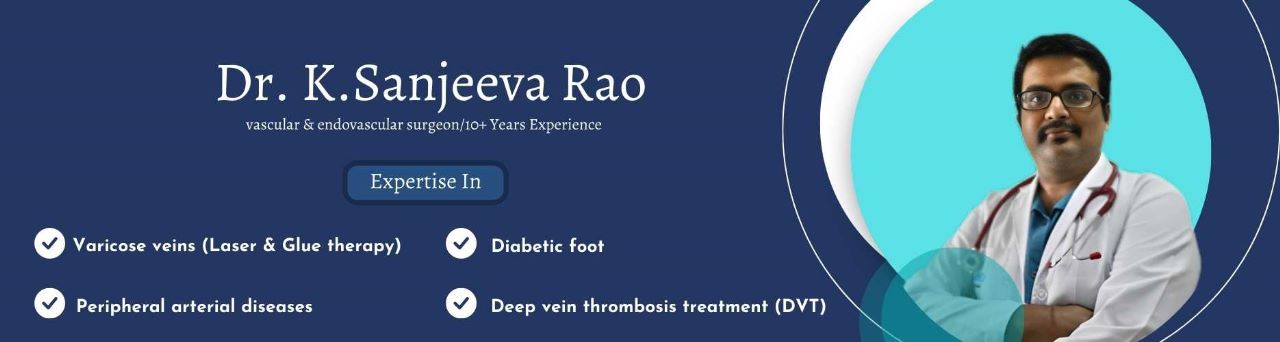 Dr. K.Sanjeeva Rao
vascular & endovascular surgeon/10+ Years Experience
Expertise In
Varicose veins (Laser & Glue therapy)
Diabetic foot
Peripheral arterial diseases
Deep vein thrombosis treatment (DVT)